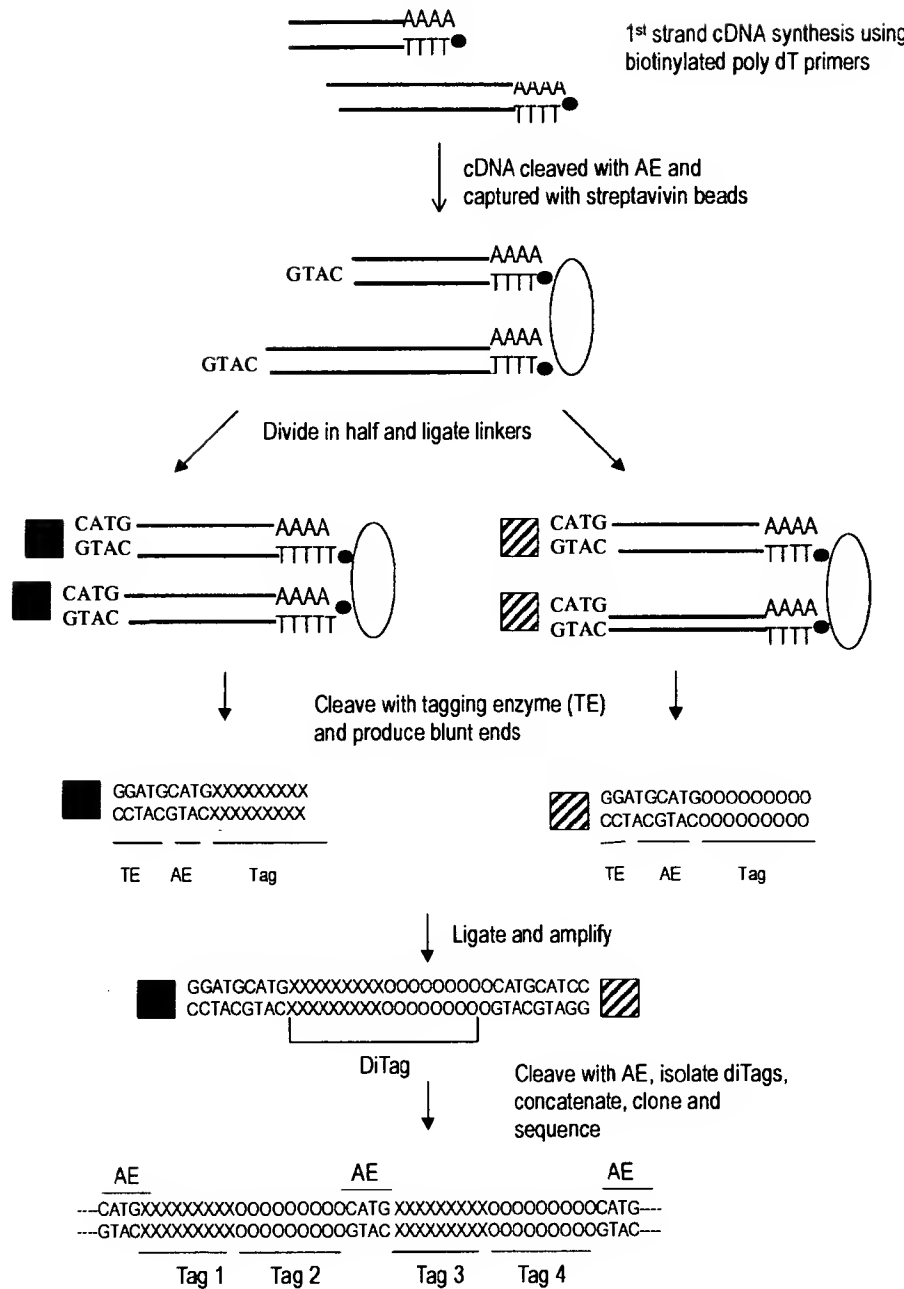 AAAA
TTTT
1st strand cDNA synthesis using
biotinylated poly dT primers
AAAA
TTTT
cDNA cleaved with AE and
captured with streptavivin beads
AAAA
GTAC TTTT
AAAA
GTAC TTTT
Divide in half and ligate linkers
CATG AAAA
GTAC TTTTT
CATG AAAA
GTAC TTTTT
CATG AAAA
GTAC TTTT
CATG AAAA
GTAC TTTT
Cleave with tagging enzyme (TE)
and produce blunt ends
GGATGCATGXXXXXXXXX
CCTACGTACXXXXXXXXX
TE AE Tag
GGATGCATGOOOOOOOOO
CCTACGTACOOOOOOOOO
TE AE Tag
Ligate and amplify
GGATGCATGXXXXXXXXXOOOOOOOOOCATGCATCC
CCTACGTACXXXXXXXXXOOOOOOOOOGTACGTAGG
DiTag
Cleave with AE, isolate diTags,
concatenate, clone and
sequence
AE AE AE
----CATGXXXXXXXXXOOOOOOOOOCATG XXXXXXXXXOOOOOOOOOCATG----
----GTACXXXXXXXXXOOOOOOOOOGTAC XXXXXXXXXOOOOOOOOOGTAC----
Tag 1 Tag 2 Tag 3 Tag 4